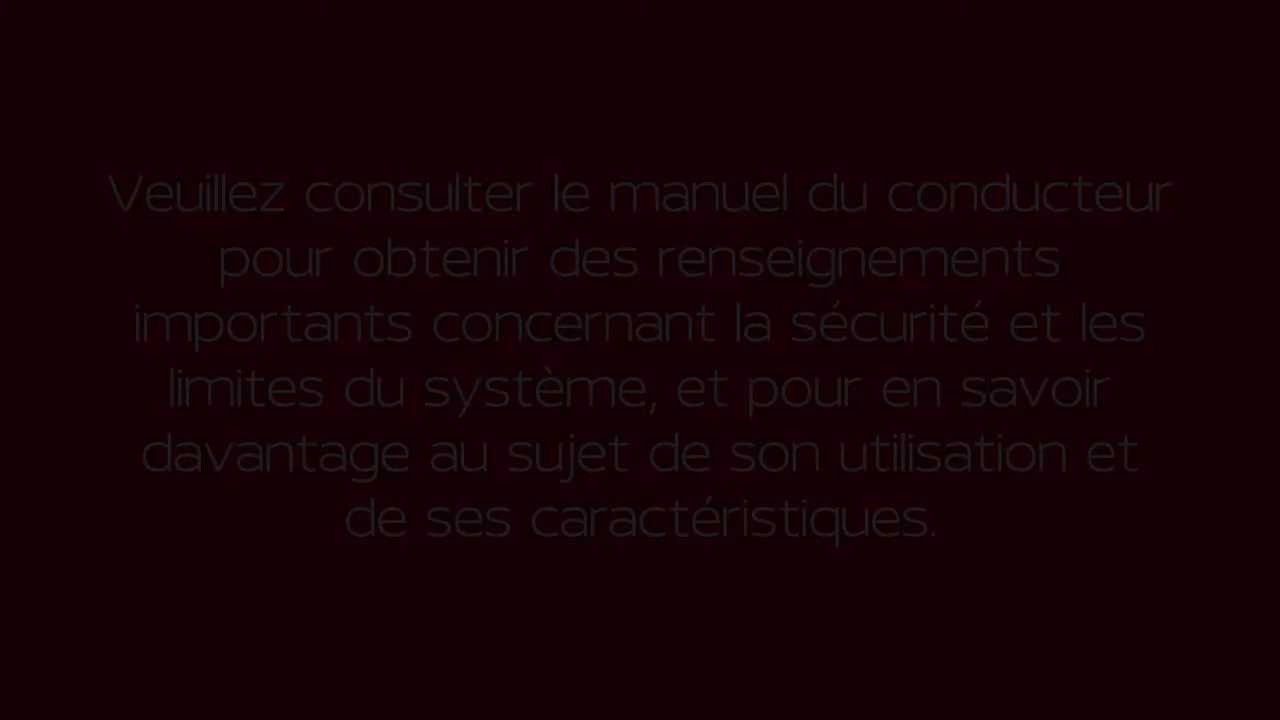 Veuillez consulter le manuel du conducteur
pour obtenir des renseignements
importants concernant la sécurité et les
limites du système, et pour en savoir
davantage au sujet de son utilisation et
de ses caractéristiques.